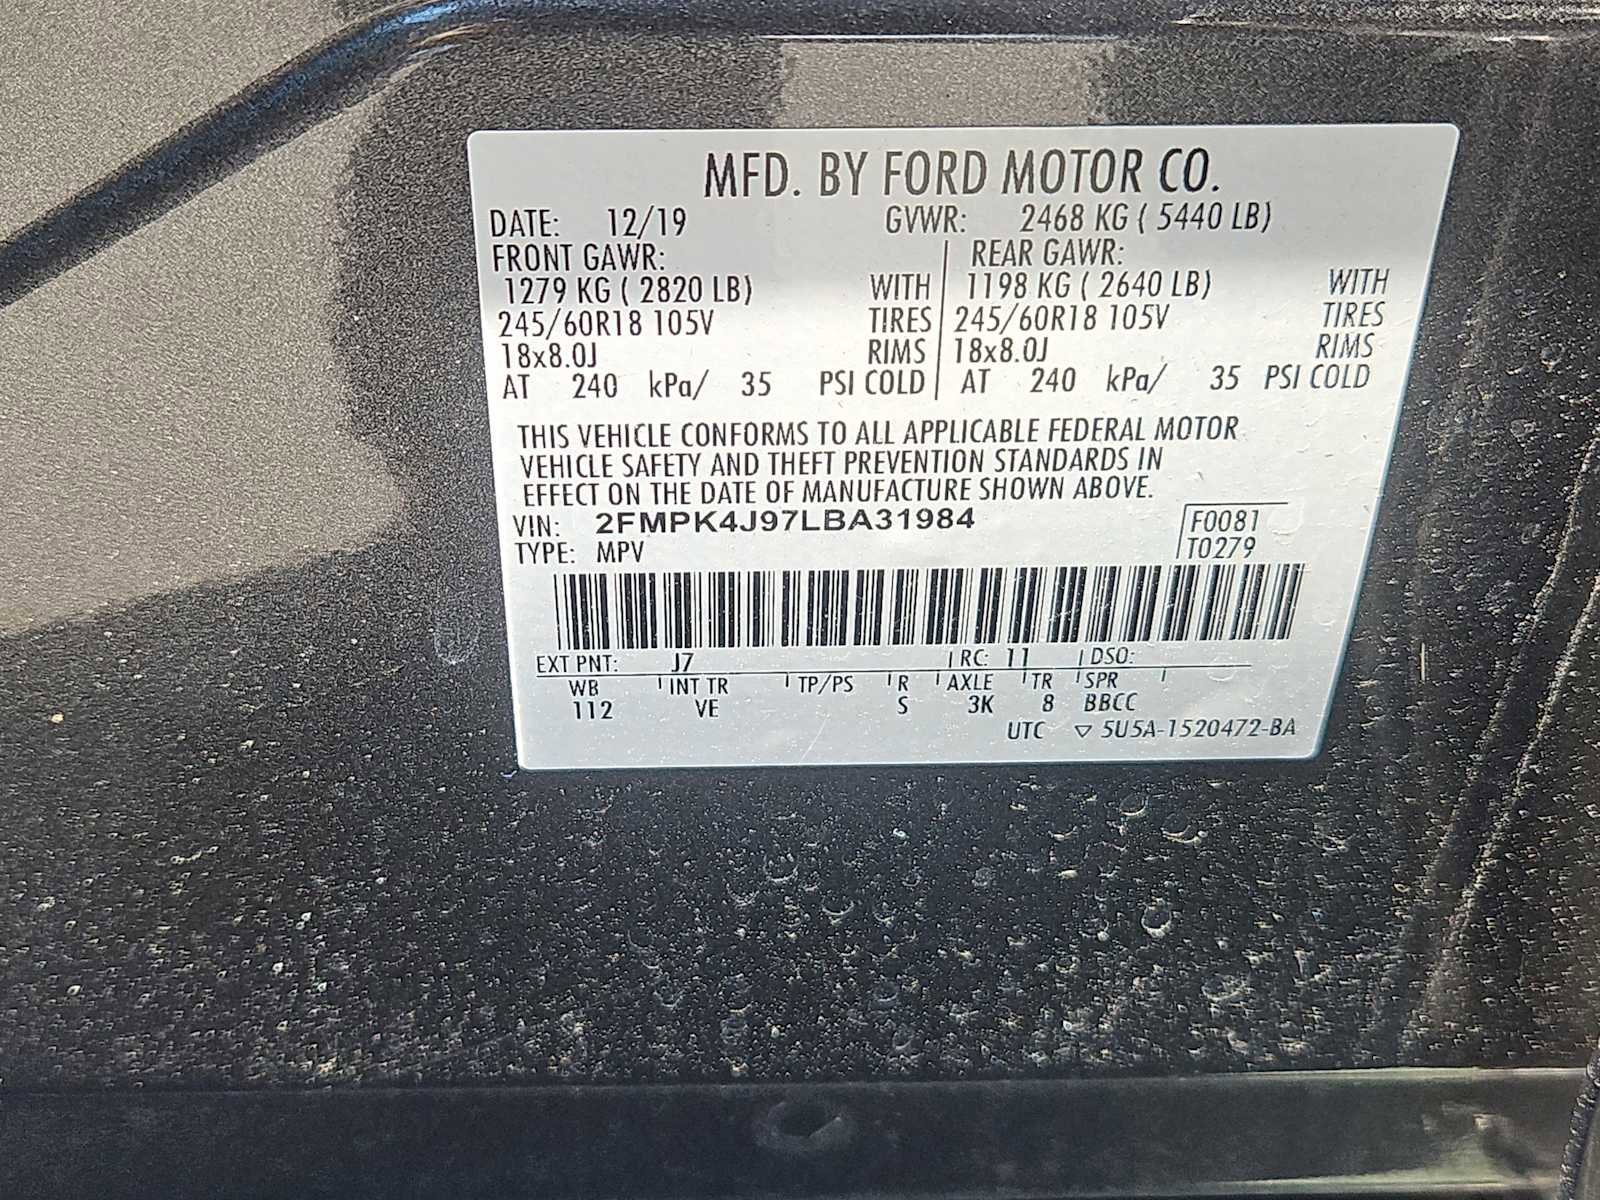 MFD. BY FORD MOTOR CO.
DATE: 12/19 GVWR: 2468 KG ( 5440 LB)
FRONT GAWR: REAR GAWR:
1279 KG ( 2820 LB) WITH 1198 KG ( 2640 LB) WITH
245/60R18 105V TIRES 245/60R18 105V TIRES
18x8.0J RIMS 18x8.0J RIMS
AT 240 kPa/ 35 PSI COLD AT 240 kPa/ 35 PSI COLD
THIS VEHICLE CONFORMS TO ALL APPLICABLE FEDERAL MOTOR
VEHICLE SAFETY AND THEFT PREVENTION STANDARDS IN
EFFECT ON THE DATE OF MANUFACTURE SHOWN ABOVE.
VIN: 2FMPK4J97LBA31984 F0081
TYPE: MPV T0279
EXT PNT: J7 RC: 11 DSO:
WB INT TR TP/PS R AXLE TR SPR
112 VE S 3K 8 BBCC
UTC ▽ 5U5A-1520472-BA